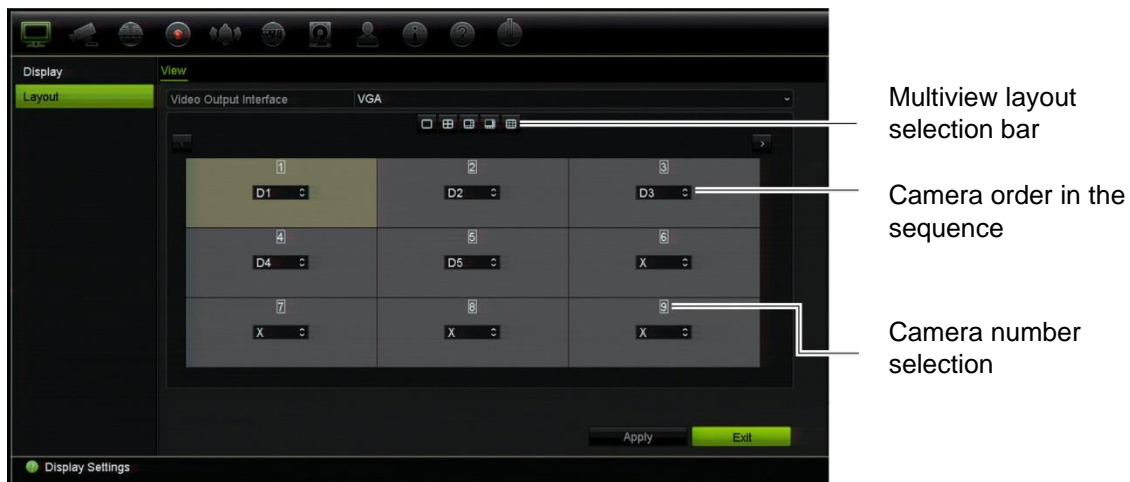 Display
View
Layout
Video Output Interface VGA
1 2 3
D1 D2 D3
4 5 6
D4 D5 X
7 8 9
X X X
Apply Exit
Display Settings
Multiview layout
selection bar
Camera order in the
sequence
Camera number
selection